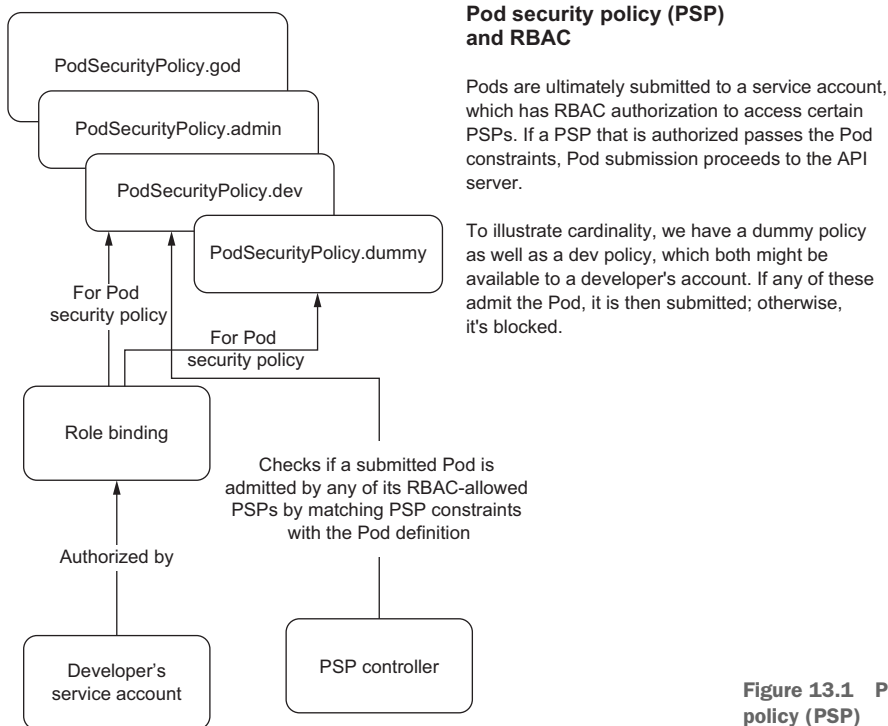 Pod security policy (PSP)
and RBAC
Pods are ultimately submitted to a service account,
which has RBAC authorization to access certain
PSPs. If a PSP that is authorized passes the Pod
constraints, Pod submission proceeds to the API
server.
To illustrate cardinality, we have a dummy policy
as well as a dev policy, which both might be
available to a developer's account. If any of these
admit the Pod, it is then submitted; otherwise,
it's blocked.
PodSecurityPolicy.god
PodSecurityPolicy.admin
PodSecurityPolicy.dev
PodSecurityPolicy.dummy
For Pod
security policy
For Pod
security policy
Role binding
Checks if a submitted Pod is
admitted by any of its RBAC-allowed
PSPs by matching PSP constraints
with the Pod definition
Authorized by
Developer's
service account
PSP controller
Figure 13.1 P
policy (PSP)